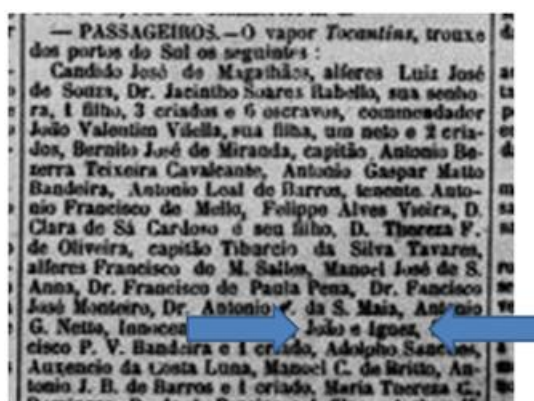 — PASSAGEIROS.—O vapor Tocantins, trouxe
dos portos do Sul os seguintes :
Candido José de Magalhães, alferes Luiz José
de Souza, Dr. Jacintho Soares Rabello, sua senho-
ra, 1 filho, 3 criados e 6 escravos, commendador
João Valentim Vilella, sua filha, um neto e 2 cria-
dos, Bernito José de Miranda, capitão Antonio Be-
zerra Teixeira Cavalcante, Antonio Gaspar Matto
Bandeira, Antonio Leal de Barros, tenente Anto-
nio Francisco de Mello, Felippe Alves Vieira, D.
Clara de Sá Cardoso e seu filho, D. Thereza F.
de Oliveira, capitão Tiburcio da Silva Tavares,
alferes Francisco de M. Salles, Manoel José de S.
Anna, Dr. Francisco de Paula Pena, Dr. Fancisco
José Monteiro, Dr. Antonio da S. Maia, Antonio
G. Netto, João e Ignez,
cisco P. V. Bandeira e 1 criado, Adolpho Sanches,
Auxencio da Costa Luna, Manoel C. de Britto, An-
tonio J. B. de Barros e 1 criado, Maria Thereza C.,